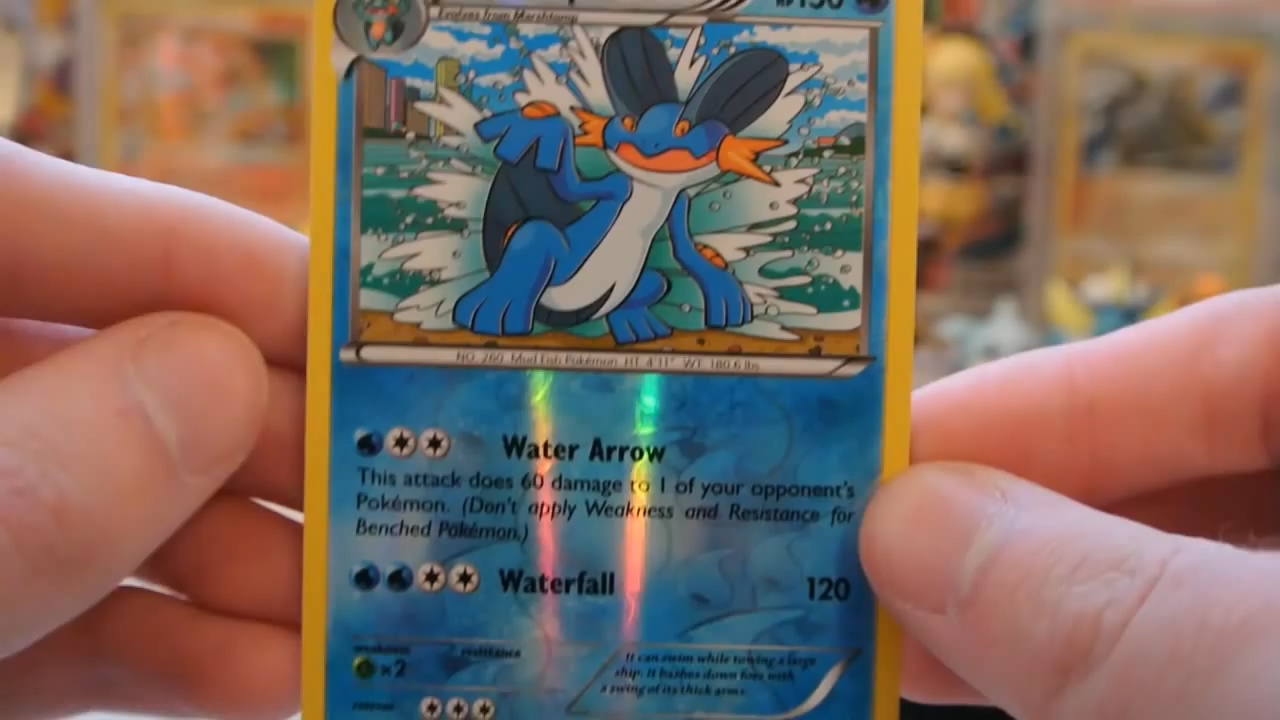 HP150
Evolves from Marshtomp
NO. 260 Mud Fish Pokémon HT: 4'11" WT: 180.6 lbs
Water Arrow
This attack does 60 damage to 1 of your opponent's
Pokémon. (Don't apply Weakness and Resistance for
Benched Pokémon.)
Waterfall 120
weakness resistance
×2
It can swim while towing a large
ship. It bashes down foes with
a swing of its thick arms.
retreat